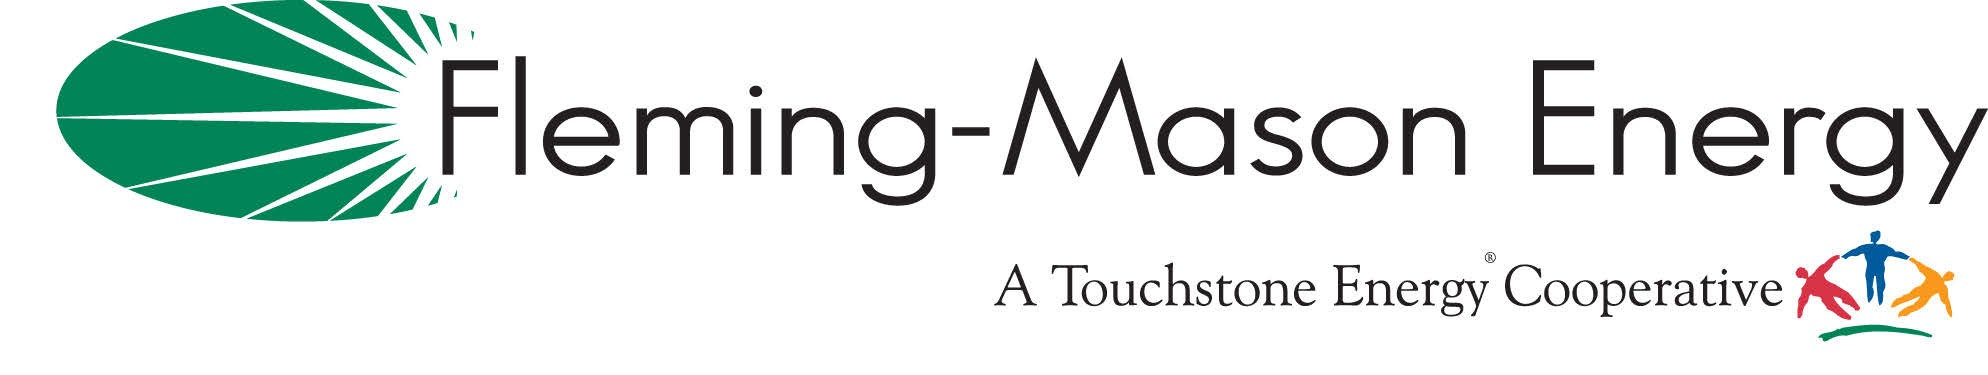 Fleming-Mason Energy
A Touchstone Energy® Cooperative